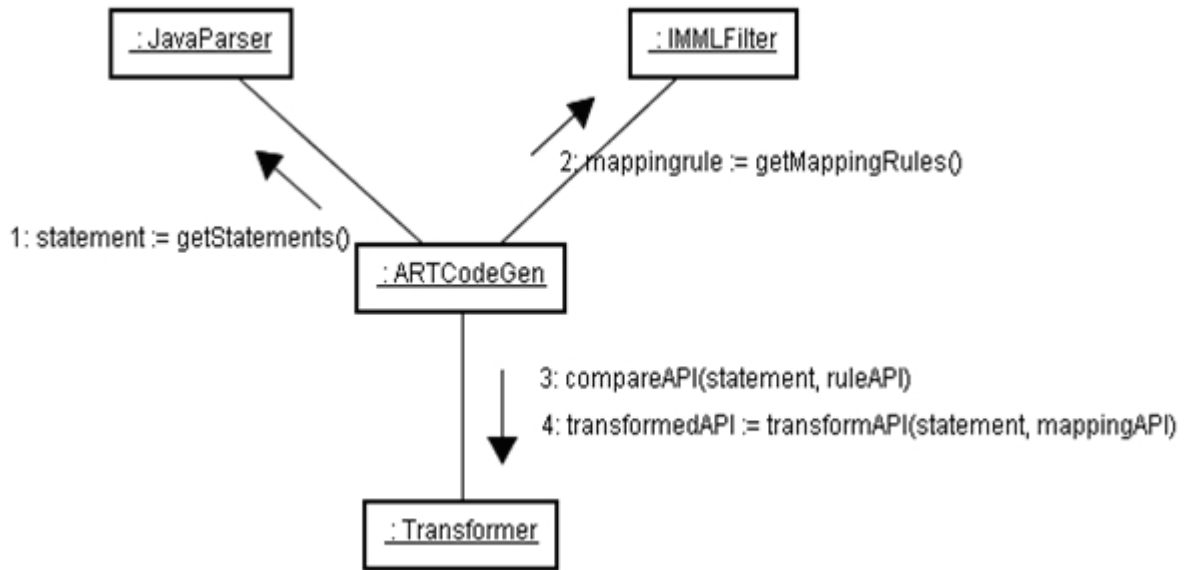 : JavaParser
: IMMLFilter
2: mappingrule := getMappingRules()
1: statement := getStatements()
: ARTCodeGen
3: compareAPI(statement, ruleAPI)
4: transformedAPI := transformAPI(statement, mappingAPI)
: Transformer